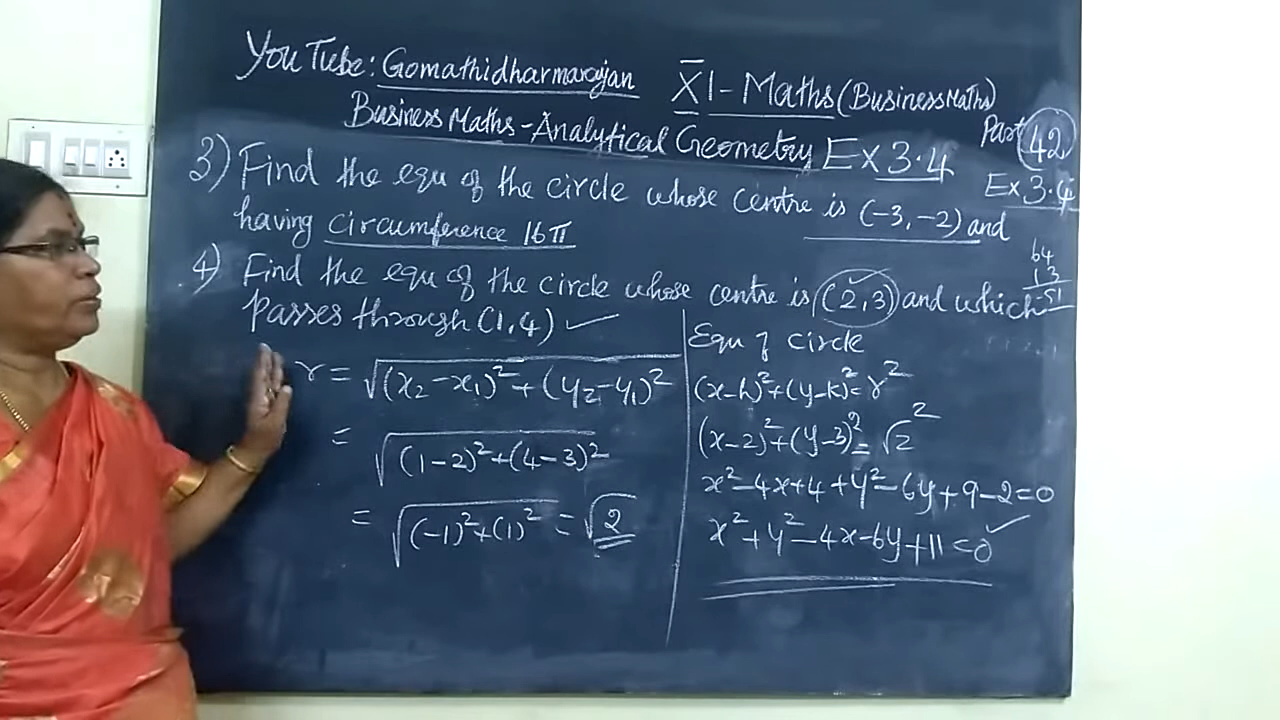 YouTube: Gomathidharmarajan XI - Maths (Business Maths)
Business Maths - Analytical Geometry Ex 3.4
Part 42
Ex 3.4
3) Find the equ of the circle whose centre is (-3, -2) and
having circumference 16π
64
13
-51
4) Find the equ of the circle whose centre is (2,3) and which
passes through (1,4) ✓
r = √(x₂-x₁)²+(y₂-y₁)²
= √(1-2)²+(4-3)²
= √(-1)²+(1)² = √2
Equ of circle
(x-h)²+(y-k)²=r²
(x-2)²+(y-3)²=√2²
x²-4x+4+y²-6y+9-2=0
x²+y²-4x-6y+11=0 ✓